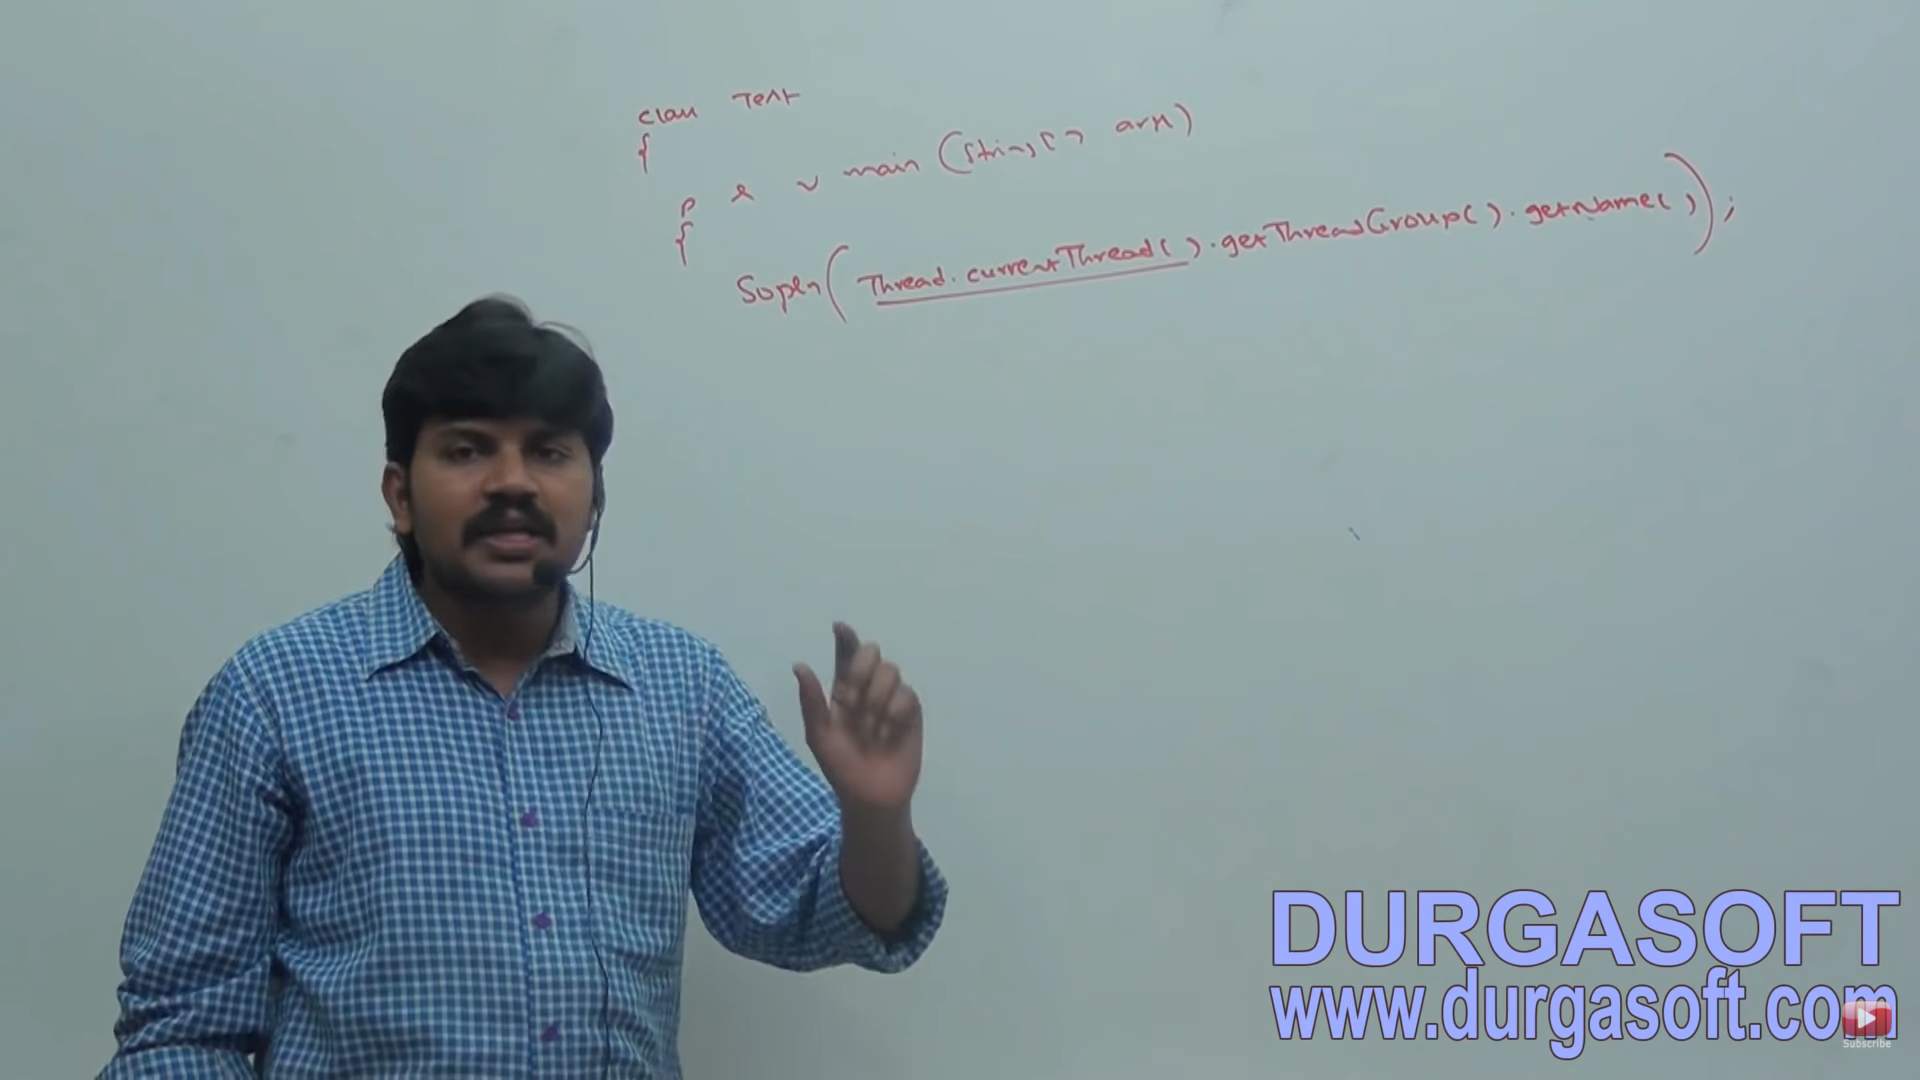 class Test
{
p s v main (String[] args)
{
Sopln(Thread.currentThread().getThreadGroup().getName());
DURGASOFT
www.durgasoft.com
Subscribe